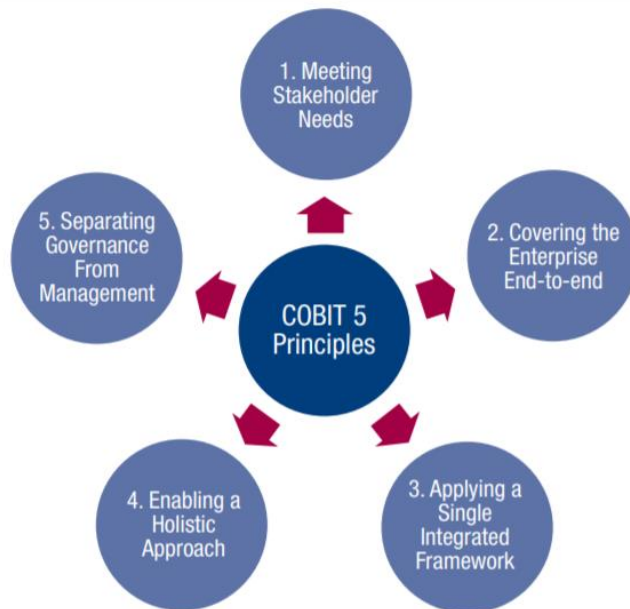 1. Meeting
Stakeholder
Needs
5. Separating
Governance
From
Management
2. Covering the
Enterprise
End-to-end
COBIT 5
Principles
4. Enabling a
Holistic
Approach
3. Applying a
Single
Integrated
Framework